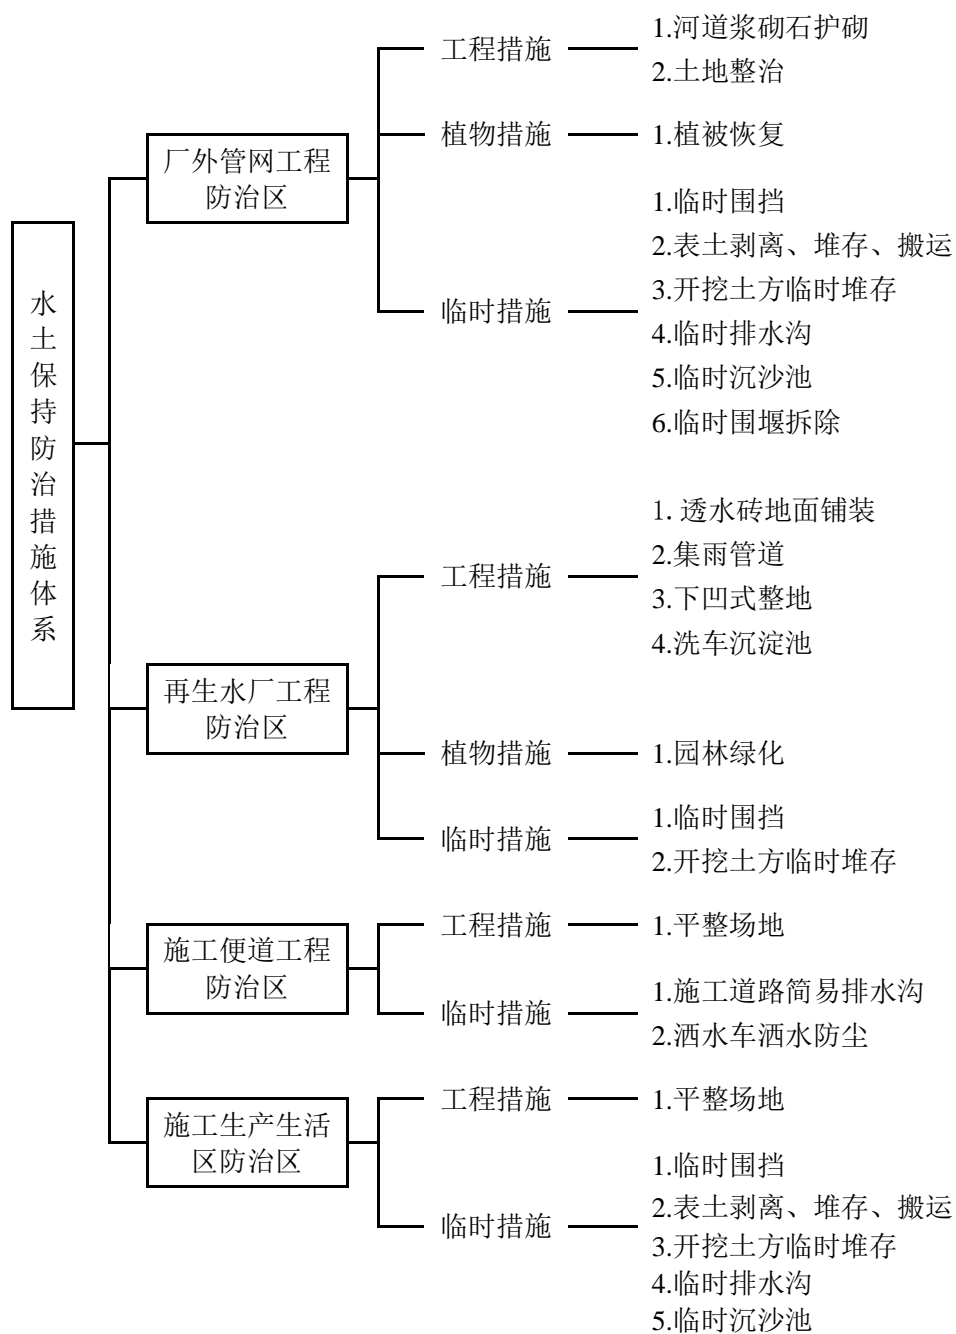 水土保持防治措施体系
厂外管网工程
防治区
工程措施
1.河道浆砌石护砌
2.土地整治
植物措施
1.植被恢复
临时措施
1.临时围挡
2.表土剥离、堆存、搬运
3.开挖土方临时堆存
4.临时排水沟
5.临时沉沙池
6.临时围堰拆除
再生水厂工程
防治区
工程措施
1. 透水砖地面铺装
2.集雨管道
3.下凹式整地
4.洗车沉淀池
植物措施
1.园林绿化
临时措施
1.临时围挡
2.开挖土方临时堆存
施工便道工程
防治区
工程措施
1.平整场地
临时措施
1.施工道路简易排水沟
2.洒水车洒水防尘
施工生产生活
区防治区
工程措施
1.平整场地
临时措施
1.临时围挡
2.表土剥离、堆存、搬运
3.开挖土方临时堆存
4.临时排水沟
5.临时沉沙池